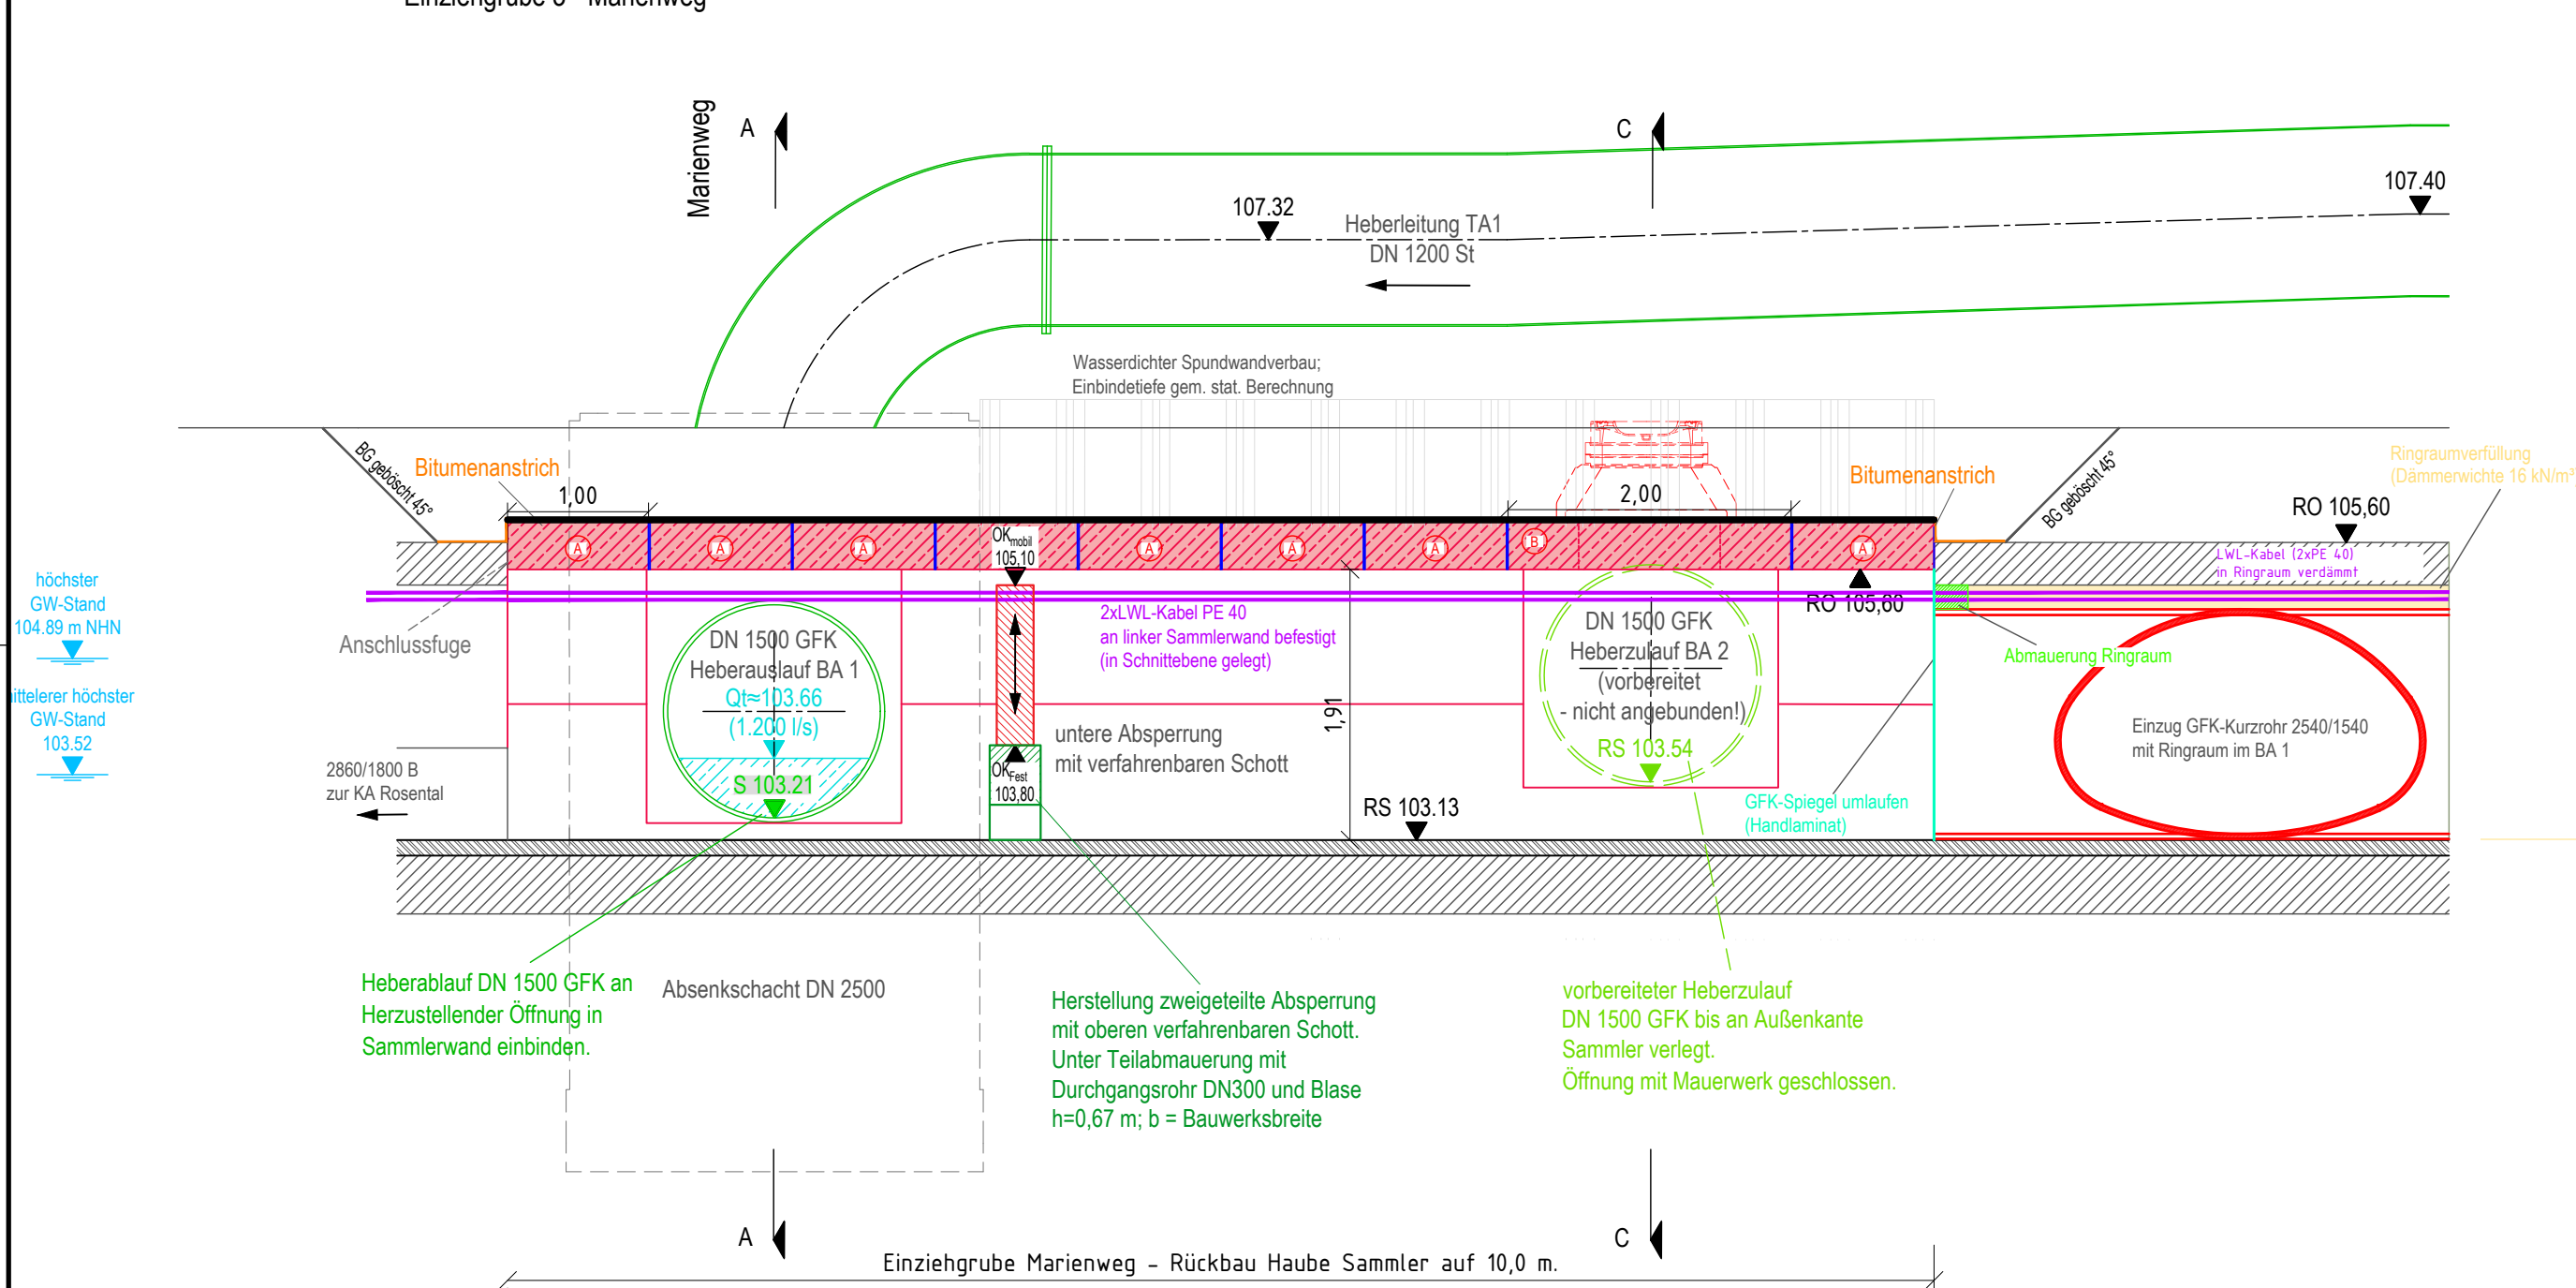 Einziehgrube 3 - Marienweg
Marienweg
A
C
107.32
107.40
Heberleitung TA1
DN 1200 St
Wasserdichter Spundwandverbau;
Einbindetiefe gem. stat. Berechnung
BG geböscht 45°
Bitumenanstrich
1,00
2,00
Bitumenanstrich
BG geböscht 45°
Ringraumverfüllung
(Dämmerwichte 16 kN/m³
RO 105,60
A
A
A
OKmobil
105,10
A
A
A
B
A
LWL-Kabel (2xPE 40)
in Ringraum verdämmt
höchster
GW-Stand
104.89 m NHN
ittelerer höchster
GW-Stand
103.52
Anschlussfuge
DN 1500 GFK
Heberauslauf BA 1
Qt≈103.66
(1.200 l/s)
S 103.21
2xLWL-Kabel PE 40
an linker Sammlerwand befestigt
(in Schnittebene gelegt)
untere Absperrung
mit verfahrenbaren Schott
OKFest
103,80
1,91
RS 103.13
DN 1500 GFK
Heberzulauf BA 2
(vorbereitet
- nicht angebunden!)
RS 103.54
RO 105,60
Abmauerung Ringraum
GFK-Spiegel umlaufen
(Handlaminat)
Einzug GFK-Kurzrohr 2540/1540
mit Ringraum im BA 1
2860/1800 B
zur KA Rosental
Heberablauf DN 1500 GFK an
Herzustellender Öffnung in
Sammlerwand einbinden.
Absenkschacht DN 2500
Herstellung zweigeteilte Absperrung
mit oberen verfahrenbaren Schott.
Unter Teilabmauerung mit
Durchgangsrohr DN300 und Blase
h=0,67 m; b = Bauwerksbreite
vorbereiteter Heberzulauf
DN 1500 GFK bis an Außenkante
Sammler verlegt.
Öffnung mit Mauerwerk geschlossen.
A
C
Einziehgrube Marienweg - Rückbau Haube Sammler auf 10,0 m.